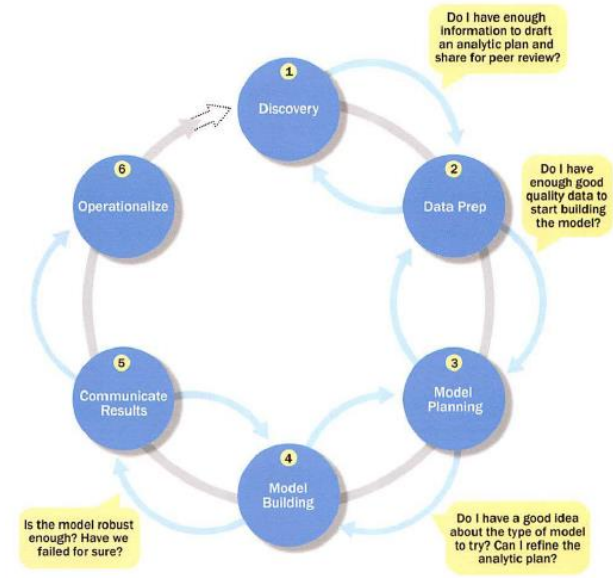 Do I have enough
information to draft
an analytic plan and
share for peer review?
1
Discovery
2
Data Prep
Do I have
enough good
quality data to
start building
the model?
3
Model
Planning
Do I have a good idea
about the type of model
to try? Can I refine the
analytic plan?
4
Model
Building
Is the model robust
enough? Have we
failed for sure?
5
Communicate
Results
6
Operationalize